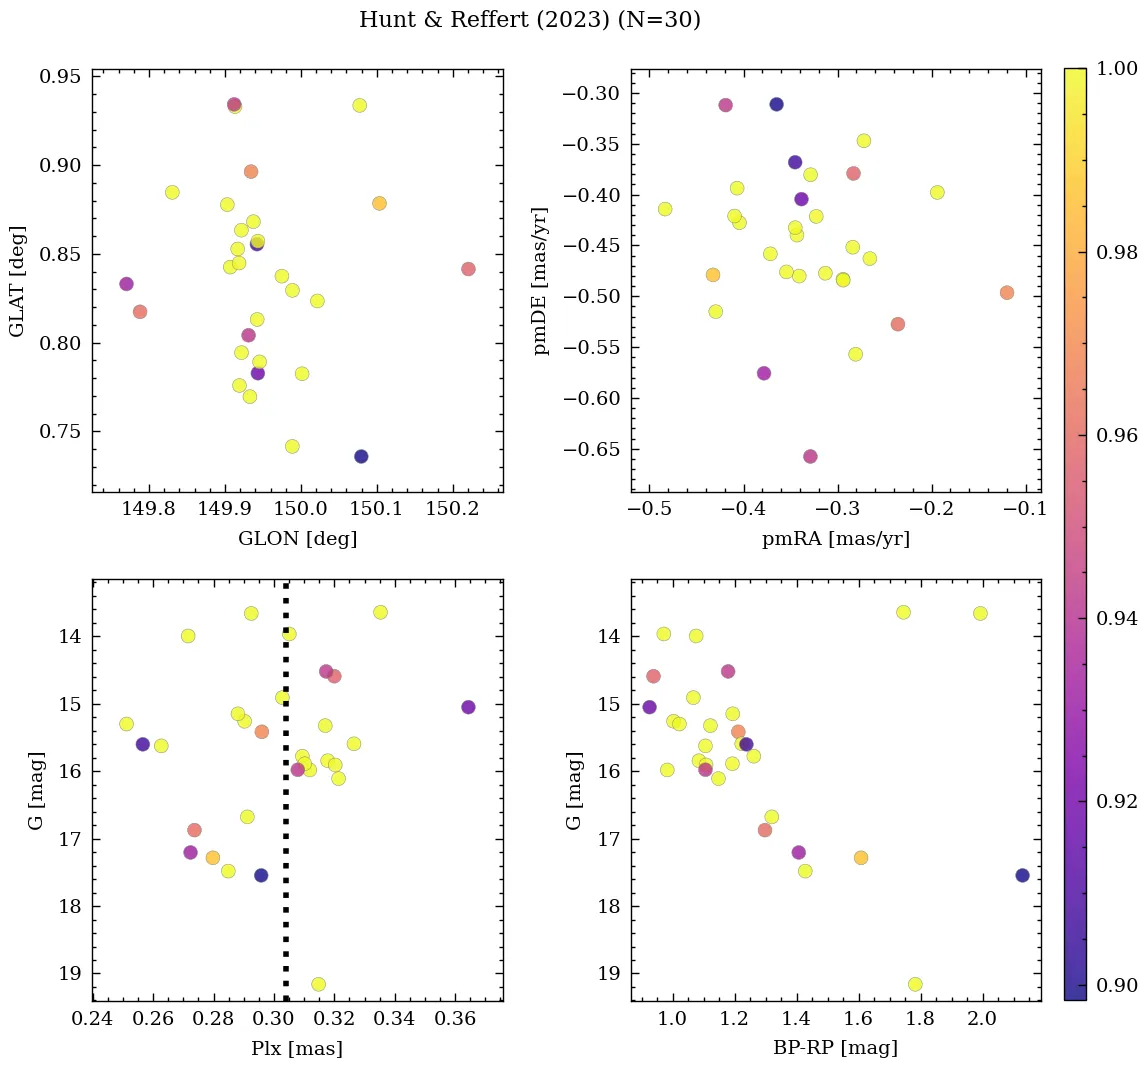 Hunt & Reffert (2023) (N=30)
0.95
0.90
0.85
0.80
0.75
GLAT [deg]
149.8 149.9 150.0 150.1 150.2
GLON [deg]
−0.30
−0.35
−0.40
−0.45
−0.50
−0.55
−0.60
−0.65
pmDE [mas/yr]
−0.5 −0.4 −0.3 −0.2 −0.1
pmRA [mas/yr]
14
15
16
17
18
19
G [mag]
0.24 0.26 0.28 0.30 0.32 0.34 0.36
Plx [mas]
14
15
16
17
18
19
G [mag]
1.0 1.2 1.4 1.6 1.8 2.0
BP-RP [mag]
1.00
0.98
0.96
0.94
0.92
0.90